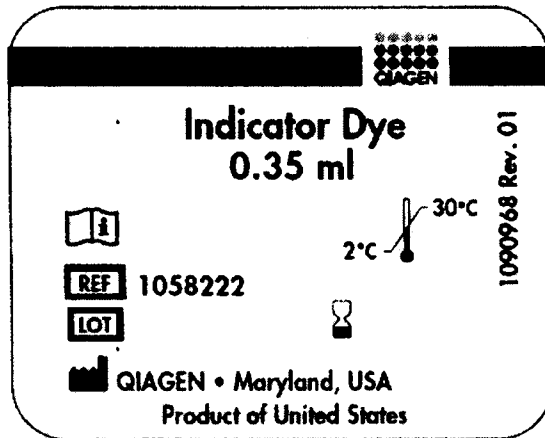 QIAGEN
Indicator Dye
0.35 ml
1090968 Rev. 01
30°C
2°C
REF 1058222
LOT
QIAGEN • Maryland, USA
Product of United States